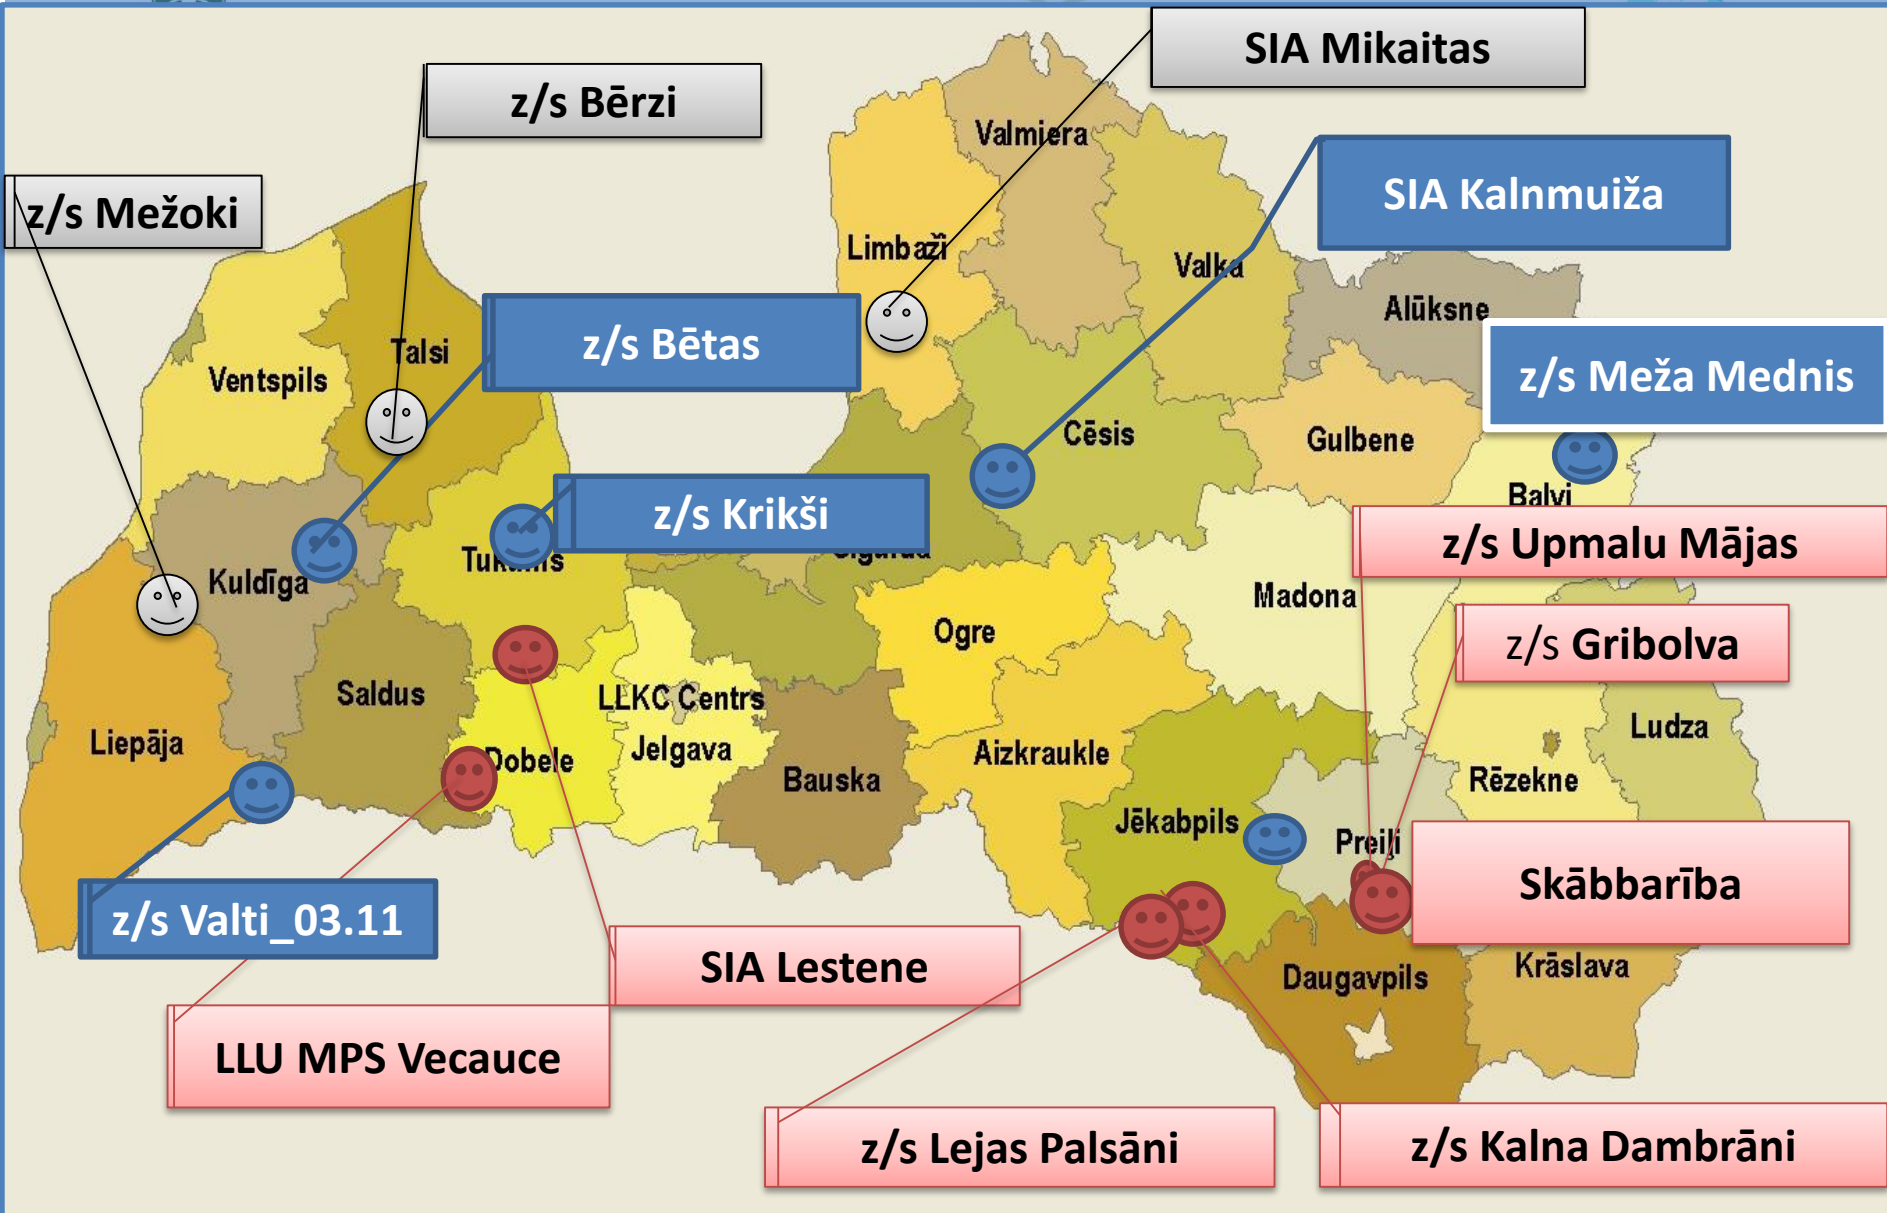 SIA Mikaitas
z/s Bērzi
Valmiera
SIA Kalnmuiža
z/s Mežoki
Limbaži
Valka
Alūksne
z/s Bētas
Talsi
z/s Meža Mednis
Ventspils
Cēsis
Gulbene
Balvi
z/s Krikši
z/s Upmalu Mājas
Tukums
Kuldīga
Madona
Ogre
z/s Gribolva
Saldus
LLKC Centrs
Ludza
Liepāja
Dobele
Jelgava
Aizkraukle
Bauska
Rēzekne
Jēkabpils
Preiļi
Skābbarība
z/s Valti_03.11
SIA Lestene
Daugavpils
Krāslava
LLU MPS Vecauce
z/s Lejas Palsāni
z/s Kalna Dambrāni